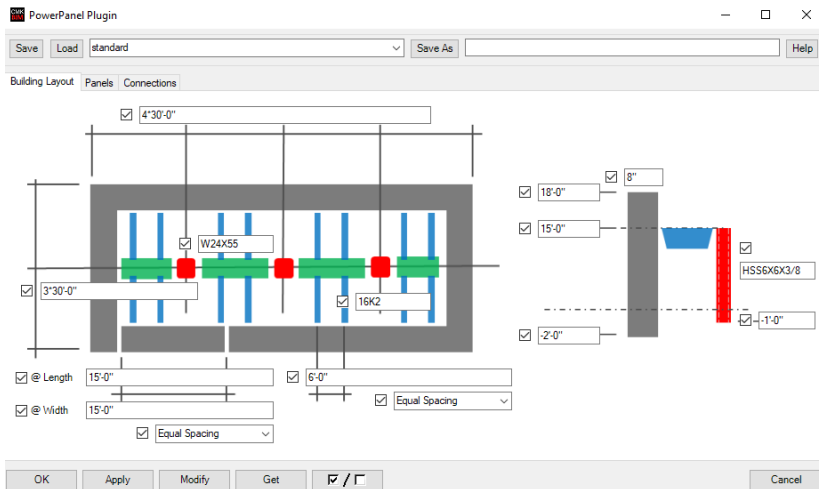 CMK
BIM
PowerPanel Plugin
Save Load standard Save As Help
Building Layout Panels Connections
4*30'-0"
8"
18'-0"
15'-0"
W24X55
HSS6X6X3/8
3*30'-0"
16K2
-1'-0"
-2'-0"
@ Length 15'-0" 6'-0"
Equal Spacing
@ Width 15'-0"
Equal Spacing
OK Apply Modify Get / Cancel